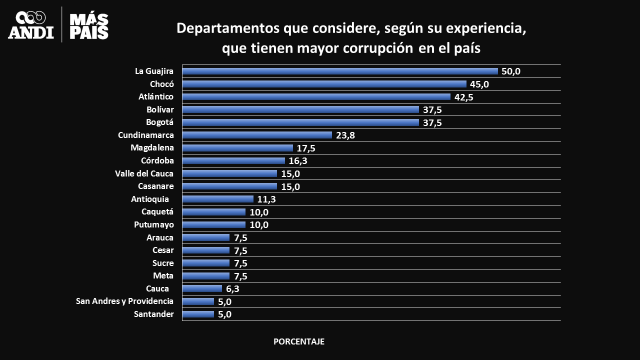 ANDI
MÁS
PAÍS
Departamentos que considere, según su experiencia,
que tienen mayor corrupción en el país
La Guajira 50,0
Chocó 45,0
Atlántico 42,5
Bolívar 37,5
Bogotá 37,5
Cundinamarca 23,8
Magdalena 17,5
Córdoba 16,3
Valle del Cauca 15,0
Casanare 15,0
Antioquia 11,3
Caquetá 10,0
Putumayo 10,0
Arauca 7,5
Cesar 7,5
Sucre 7,5
Meta 7,5
Cauca 6,3
San Andres y Providencia 5,0
Santander 5,0
PORCENTAJE